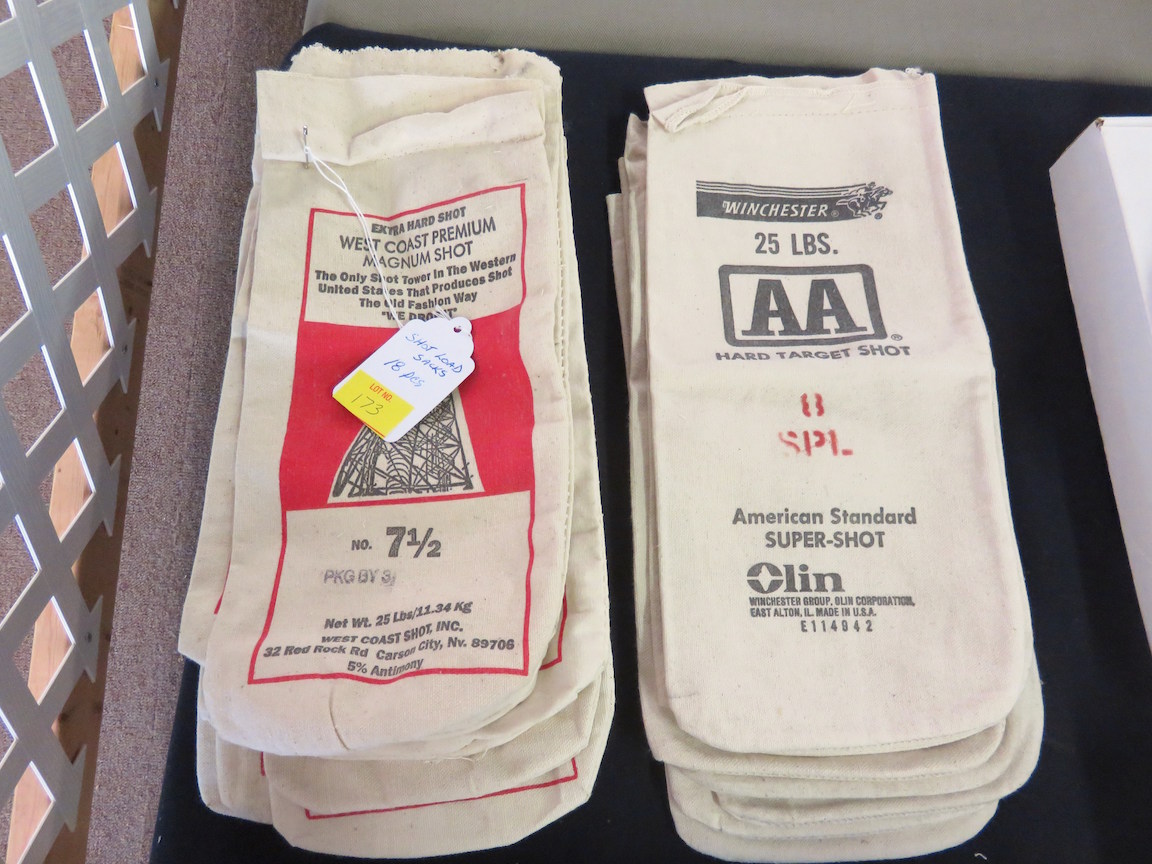 EXTRA HARD SHOT
WEST COAST PREMIUM
MAGNUM SHOT
The Only Shot Tower In The Western
United States That Produces Shot
The Old Fashion Way
"WE DROP IT"
SHOT LOAD
SACKS
18 pcs
LOT NO.
173
NO. 7½
PKG BY 3
Net Wt. 25 Lbs/11.34 Kg
WEST COAST SHOT, INC.
32 Red Rock Rd Carson City, Nv. 89706
5% Antimony
WINCHESTER®
25 LBS.
AA®
HARD TARGET SHOT
8
SPL
American Standard
SUPER-SHOT
Olin
WINCHESTER GROUP, OLIN CORPORATION,
EAST ALTON, IL. MADE IN U.S.A.
E114942